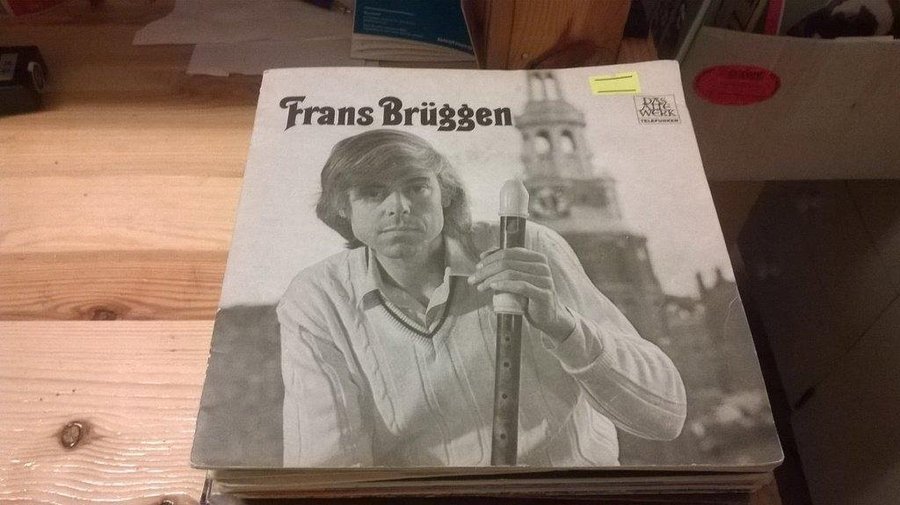 Frans Brüggen
DAS
ALTE
WERK
TELEFUNKEN